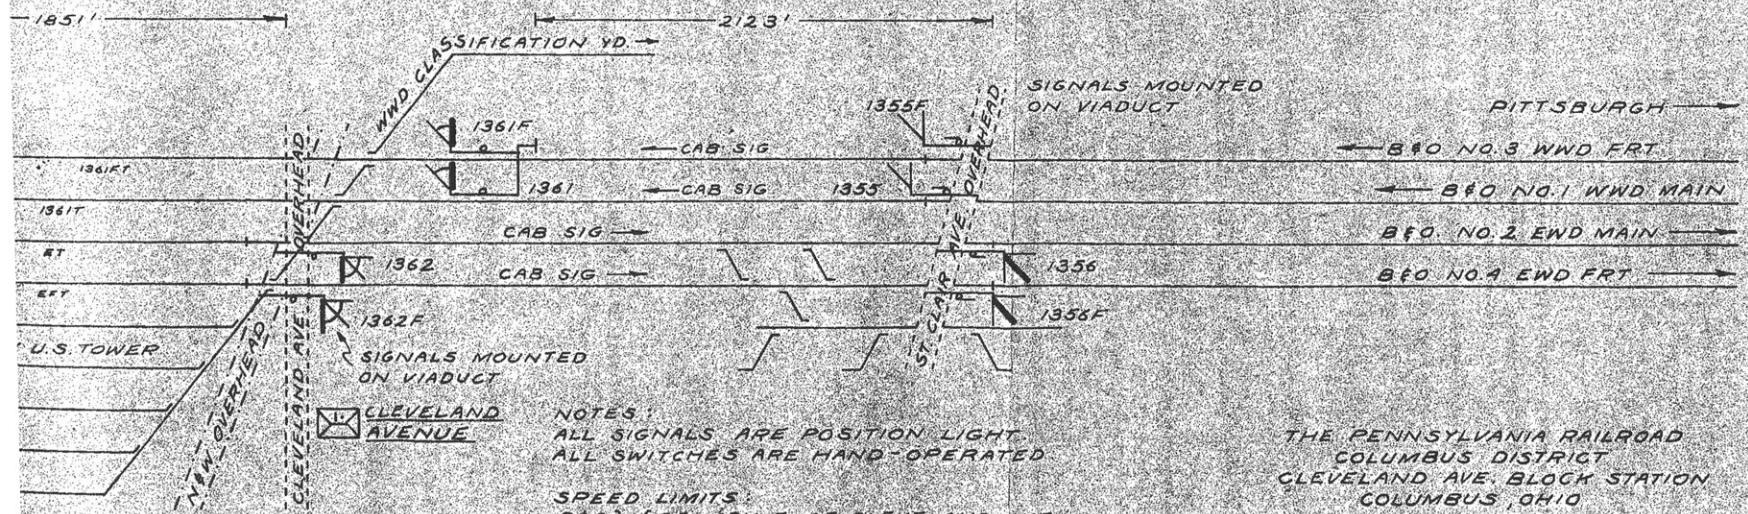 1851'
2123'
WWD CLASSIFICATION YD.
SIGNALS MOUNTED
ON VIADUCT
PITTSBURGH
1361F
1355F
CAB SIG
B&O NO.3 WWD FRT
1361FT
1361
CAB SIG
1355
B&O NO.1 WWD MAIN
1361T
CAB SIG
B&O NO.2 EWD MAIN
ET
1362
CAB SIG
1356
B&O NO.4 EWD FRT
EFT
1362F
1356F
U.S. TOWER
SIGNALS MOUNTED
ON VIADUCT
N&W OVERHEAD
CLEVELAND AVE. OVERHEAD
ST. CLAIR AVE OVERHEAD
CLEVELAND
AVENUE
NOTES:
ALL SIGNALS ARE POSITION LIGHT.
ALL SWITCHES ARE HAND-OPERATED
SPEED LIMITS:
THE PENNSYLVANIA RAILROAD
COLUMBUS DISTRICT
CLEVELAND AVE. BLOCK STATION
COLUMBUS, OHIO